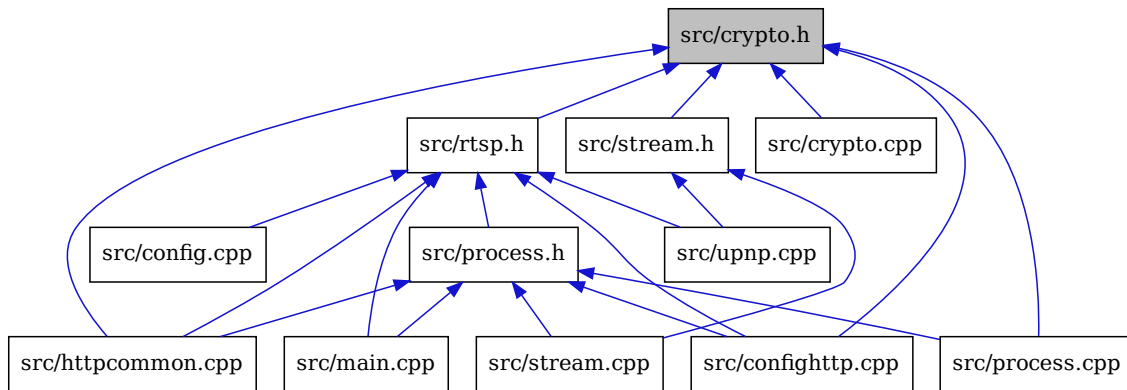 src/crypto.h
src/rtsp.h
src/stream.h
src/crypto.cpp
src/config.cpp
src/process.h
src/upnp.cpp
src/httpcommon.cpp
src/main.cpp
src/stream.cpp
src/confighttp.cpp
src/process.cpp